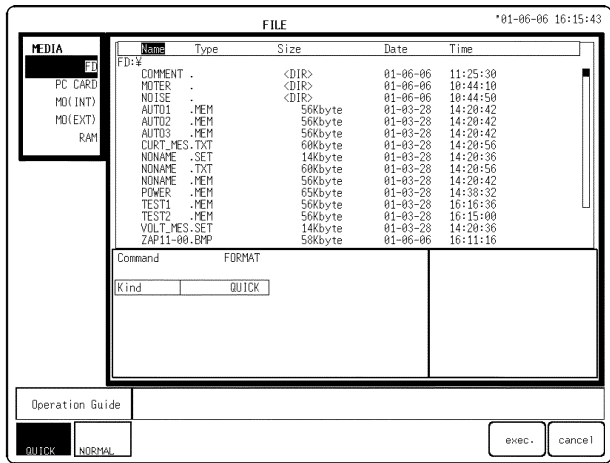 FILE
'01-06-06 16:15:43
MEDIA
FD
PC CARD
MO(INT)
MO(EXT)
RAM
Name Type Size Date Time
FD:¥
COMMENT . <DIR> 01-06-06 11:25:30
MOTER . <DIR> 01-06-06 10:44:10
NOISE . <DIR> 01-06-06 10:44:50
AUTO1 .MEM 56Kbyte 01-03-28 14:20:42
AUTO2 .MEM 56Kbyte 01-03-28 14:20:42
AUTO3 .MEM 56Kbyte 01-03-28 14:20:42
CURT_MES.TXT 60Kbyte 01-03-28 14:20:56
NONAME .SET 14Kbyte 01-03-28 14:20:36
NONAME .TXT 60Kbyte 01-03-28 14:20:56
NONAME .MEM 56Kbyte 01-03-28 14:20:42
POWER .MEM 65Kbyte 01-03-28 14:38:32
TEST1 .MEM 56Kbyte 01-03-28 16:16:36
TEST2 .MEM 56Kbyte 01-03-28 16:15:00
VOLT_MES.SET 14Kbyte 01-03-28 14:20:36
ZAP11-00.BMP 58Kbyte 01-06-06 16:11:16
Command FORMAT
Kind QUICK
Operation Guide
QUICK NORMAL exec. cancel